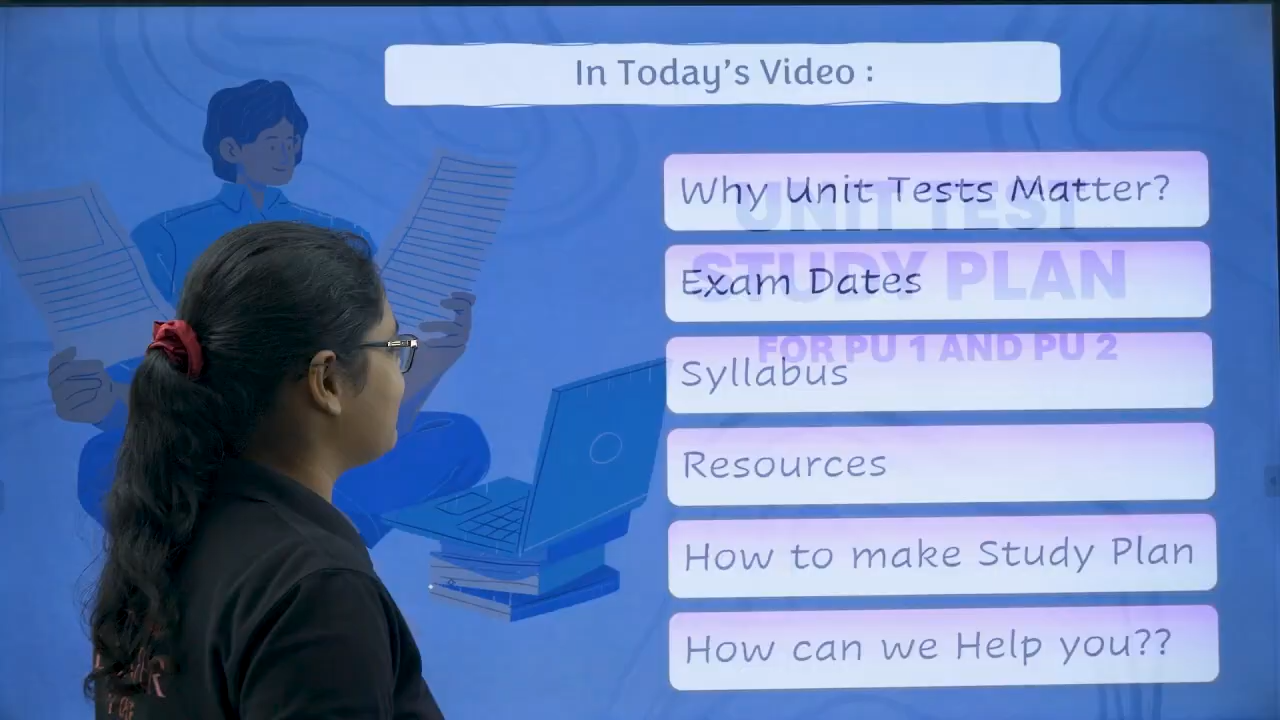 In Today's Video :
Why Unit Tests Matter?
UNIT TEST
Exam Dates
STUDY PLAN
FOR PU 1 AND PU 2
Syllabus
Resources
How to make Study Plan
How can we Help you??